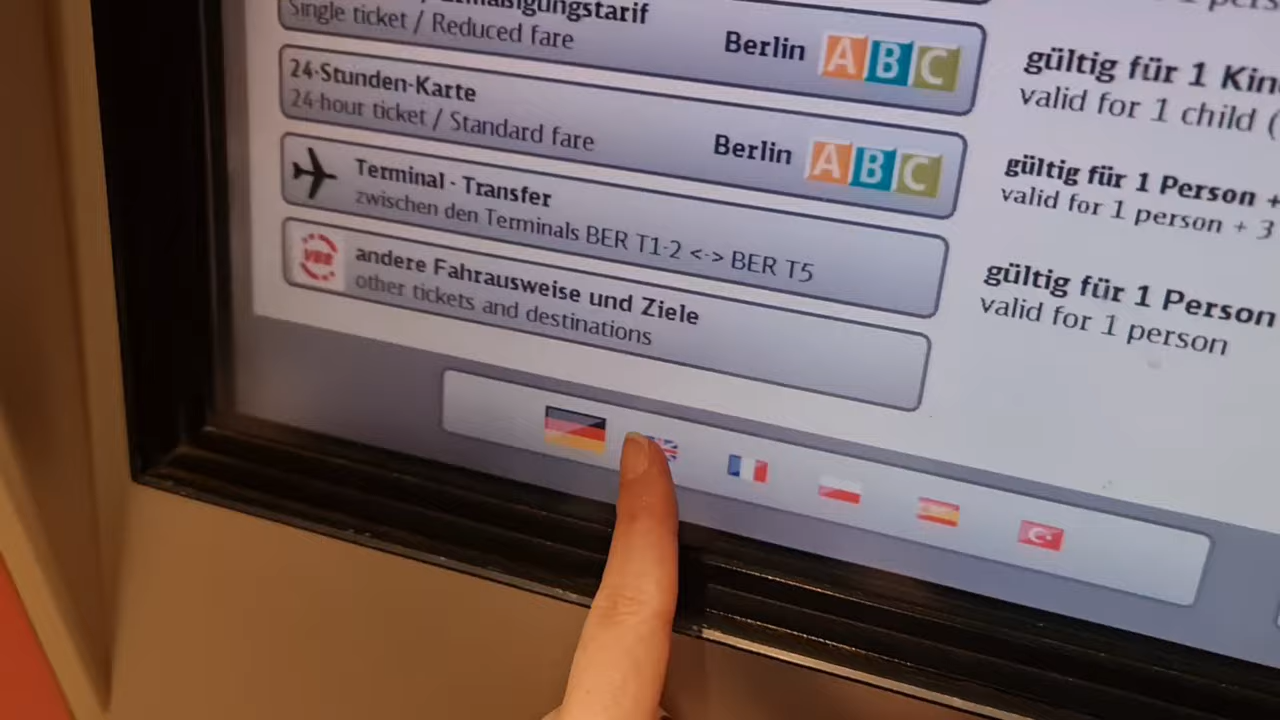 Single ticket / Reduced fare
Berlin ABC
gültig für 1
valid for 1 child (
24-Stunden-Karte
24-hour ticket / Standard fare
Berlin ABC
gültig für 1 Person +
valid for 1 person + 3
Terminal - Transfer
zwischen den Terminals BER T1-2 <-> BER T5
gültig für 1 Person
valid for 1 person
VBB
andere Fahrausweise und Ziele
other tickets and destinations